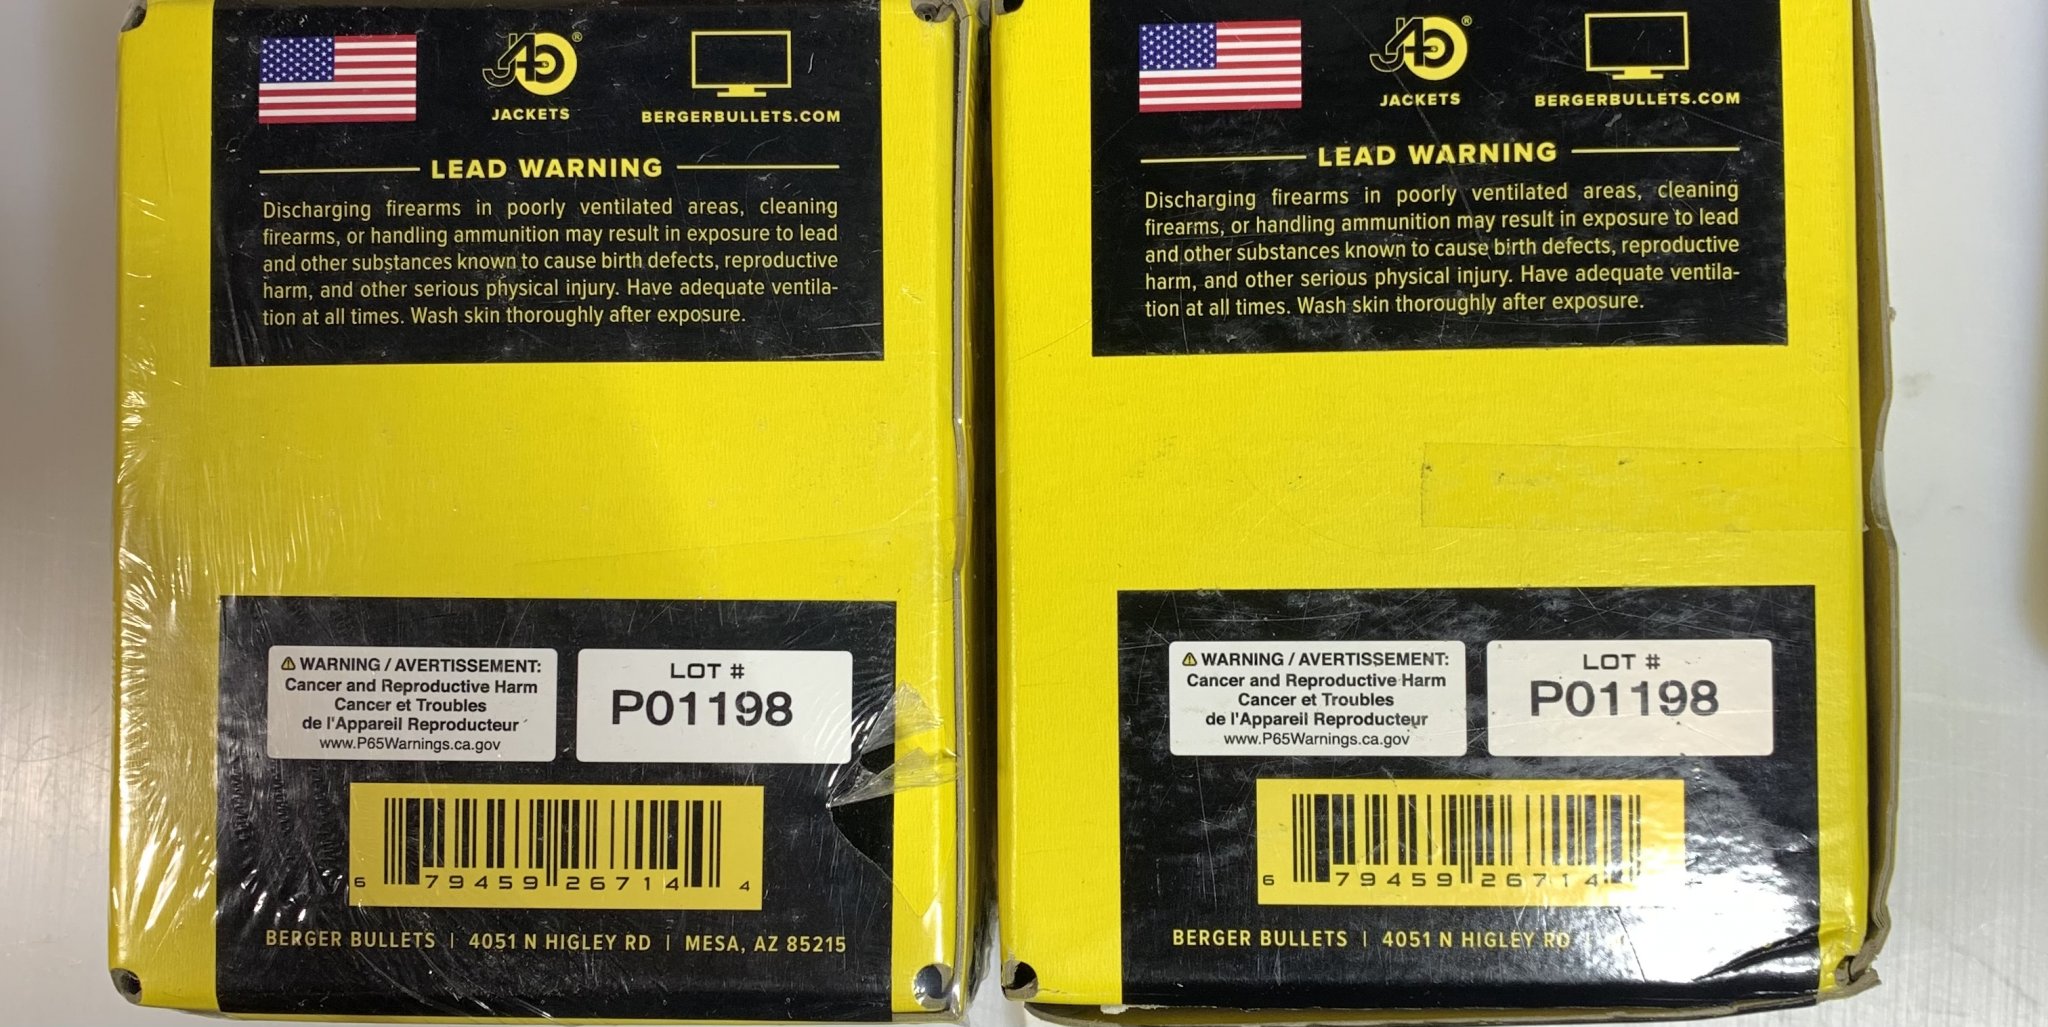 J4 ®
JACKETS
BERGERBULLETS.COM
LEAD WARNING
Discharging firearms in poorly ventilated areas, cleaning
firearms, or handling ammunition may result in exposure to lead
and other substances known to cause birth defects, reproductive
harm, and other serious physical injury. Have adequate ventila-
tion at all times. Wash skin thoroughly after exposure.
WARNING / AVERTISSEMENT:
Cancer and Reproductive Harm
Cancer et Troubles
de l'Appareil Reproducteur
www.P65Warnings.ca.gov
LOT #
P01198
6 79459 26714 4
BERGER BULLETS | 4051 N HIGLEY RD | MESA, AZ 85215
J4 ®
JACKETS
BERGERBULLETS.COM
LEAD WARNING
Discharging firearms in poorly ventilated areas, cleaning
firearms, or handling ammunition may result in exposure to lead
and other substances known to cause birth defects, reproductive
harm, and other serious physical injury. Have adequate ventila-
tion at all times. Wash skin thoroughly after exposure.
WARNING / AVERTISSEMENT:
Cancer and Reproductive Harm
Cancer et Troubles
de l'Appareil Reproducteur
www.P65Warnings.ca.gov
LOT #
P01198
6 79459 26714
BERGER BULLETS | 4051 N HIGLEY RD